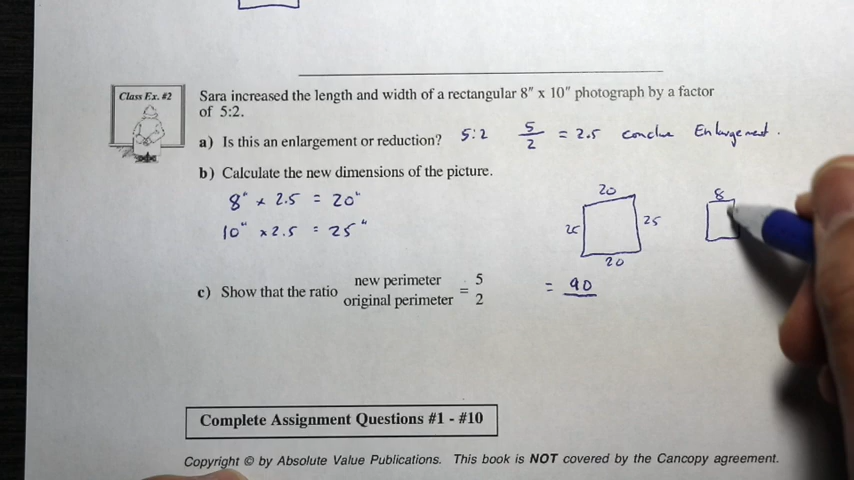 Class Ex. #2
Sara increased the length and width of a rectangular 8" x 10" photograph by a factor
of 5:2.
a) Is this an enlargement or reduction? 5:2 5/2 = 2.5 conclude Enlargement.
b) Calculate the new dimensions of the picture.
8" x 2.5 = 20"
10" x 2.5 = 25"
20
25
25
20
8
c) Show that the ratio new perimeter / original perimeter = 5/2
= 90
Complete Assignment Questions #1 - #10
Copyright © by Absolute Value Publications. This book is NOT covered by the Cancopy agreement.